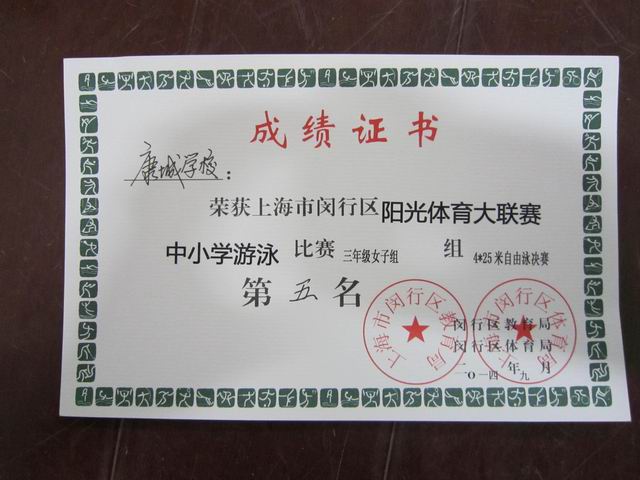 成绩证书
康城学校：
荣获上海市闵行区阳光体育大联赛
中小学游泳 比赛 三年级女子组 组 4*25 米自由泳决赛
第 五 名
上海市闵行区教育局
上海市闵行区体育局
闵行区教育局
闵行区体育局
二〇一四年九月